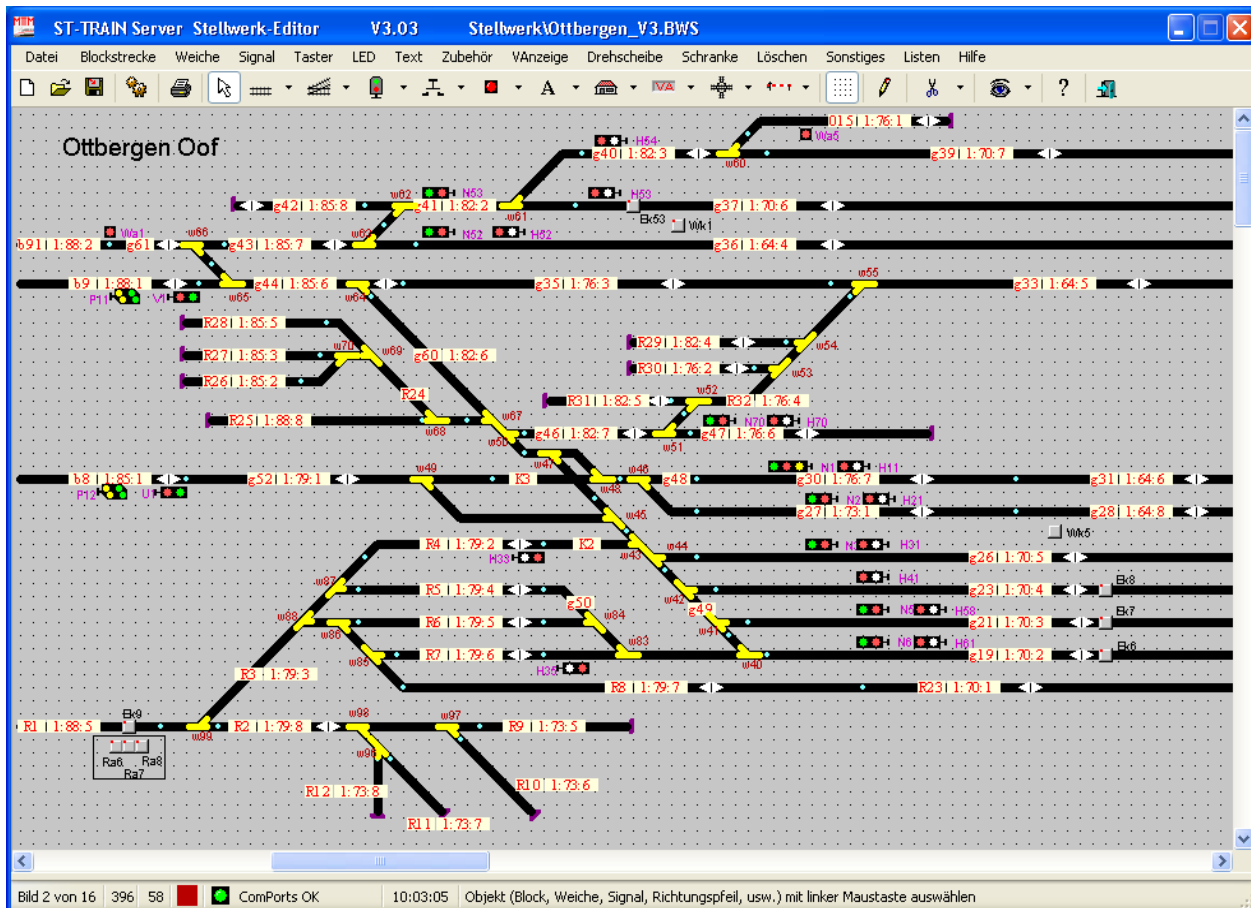 MBM ST-TRAIN Server Stellwerk-Editor V3.03 Stellwerk\Ottbergen_V3.BWS
Datei Blockstrecke Weiche Signal Taster LED Text Zubehör VAnzeige Drehscheibe Schranke Löschen Sonstiges Listen Hilfe
A VA ?
O15 | 1:76:1
Ottbergen Oof
H54 Wa5
g40 | 1:82:3 w60 g39 | 1:70:7
w62 N53 H53
g42 | 1:85:8 g41 | 1:82:2 g37 | 1:70:6
w61 Ek53 Wk1
Wa1 w66 w63 N52 H52
b91 | 1:88:2 g61 g43 | 1:85:7 g36 | 1:64:4
w55
b9 | 1:88:1 g44 | 1:85:6 g35 | 1:76:3 g33 | 1:64:5
P11 V1 w65 w64
R28 | 1:85:5
w70 w69 R29 | 1:82:4 w54
R27 | 1:85:3 g60 | 1:82:6
R30 | 1:76:2 w53
R26 | 1:85:2
R24 w52
R31 | 1:82:5 R32 | 1:76:4
R25 | 1:88:8 w67 N70 H70
w68 w50 g46 | 1:82:7 g47 | 1:76:6
w51
w49 w47 w46 N1 H11
b8 | 1:85:1 g52 | 1:79:1 K3 g48 g30 | 1:76:7 g31 | 1:64:6
P12 U1 w48 N2 H21
g27 | 1:73:1 g28 | 1:64:8
w45 Wk5
R4 | 1:79:2 K2 w43 w44 H31
H33 g26 | 1:70:5
w87 H41 Ek8
R5 | 1:79:4 w42 g23 | 1:70:4
g50 g49 N5 H58 Ek7
w88 R6 | 1:79:5 w84 w41 g21 | 1:70:3
w86 w83 N6 H61 Ek6
w85 R7 | 1:79:6 g19 | 1:70:2
H35 w40
R3 | 1:79:3 R8 | 1:79:7 R23 | 1:70:1
Ek9 w98 w97
R1 | 1:88:5 R2 | 1:79:8 R9 | 1:73:5
w99
Ra6 Ra8 w96
Ra7
R12 | 1:73:8 R10 | 1:73:6
R11 | 1:73:7
Bild 2 von 16 396 58 ComPorts OK 10:03:05 Objekt (Block, Weiche, Signal, Richtungspfeil, usw.) mit linker Maustaste auswählen